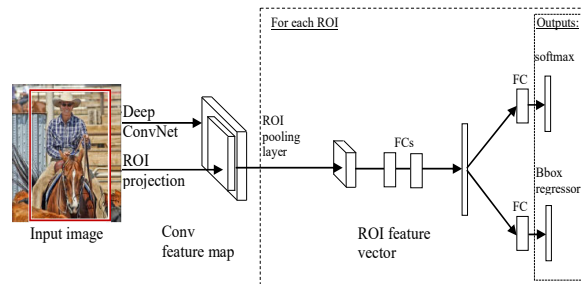 For each ROI
Outputs:
softmax
FC
Deep
ConvNet
ROI
pooling
layer
FCs
ROI
projection
Bbox
regressor
FC
Input image
Conv
feature map
ROI feature
vector